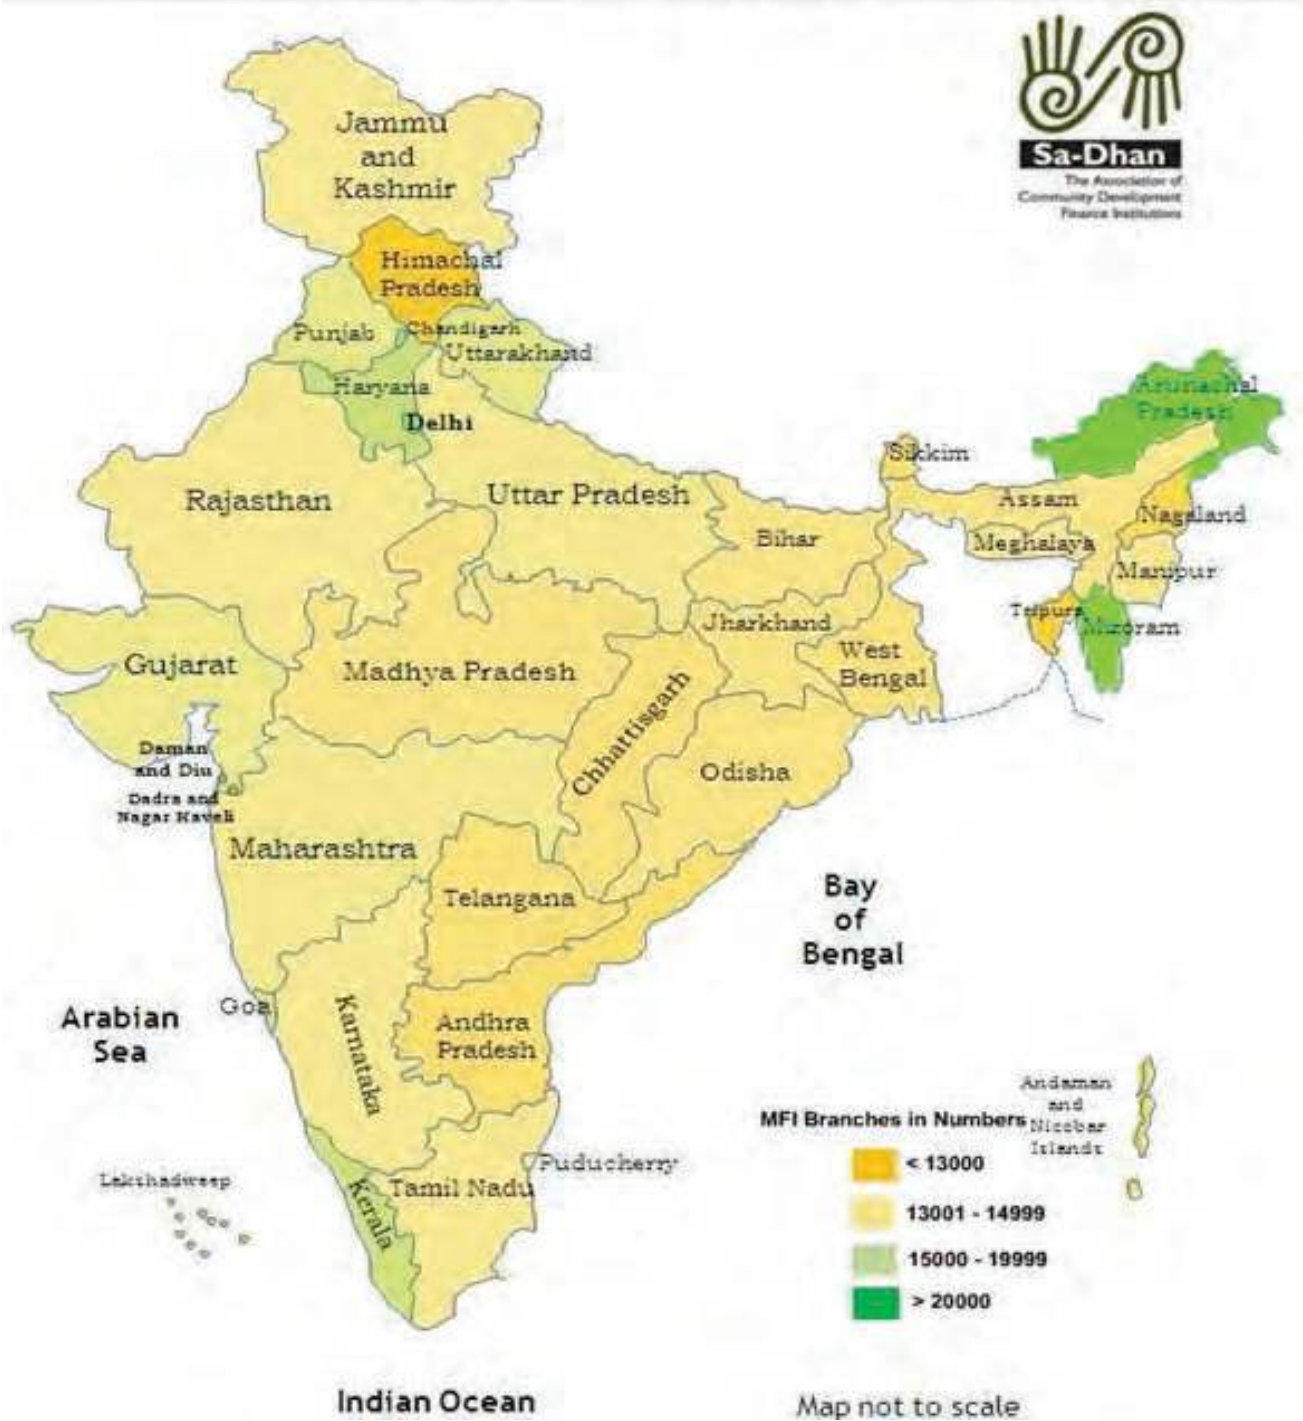 Sa-Dhan
The Association of
Community Development
Finance Institutions
Jammu
and
Kashmir
Himachal
Pradesh
Punjab
Chandigarh
Uttarakhand
Haryana
Delhi
Arunachal
Pradesh
Sikkim
Rajasthan
Uttar Pradesh
Assam
Nagaland
Bihar
Meghalaya
Manipur
Jharkhand
Mizoram
Gujarat
Madhya Pradesh
West
Bengal
Chhattisgarh
Daman
and Diu
Odisha
Dadra and
Nagar Haveli
Maharashtra
Telangana
Bay
of
Bengal
Goa
Arabian
Sea
Karnataka
Andhra
Pradesh
Andaman
and
Nicobar
Islands
MFI Branches in Numbers
Puducherry
< 13000
Lakshadweep
Kerala
Tamil Nadu
13001 - 14999
15000 - 19999
> 20000
Indian Ocean
Map not to scale